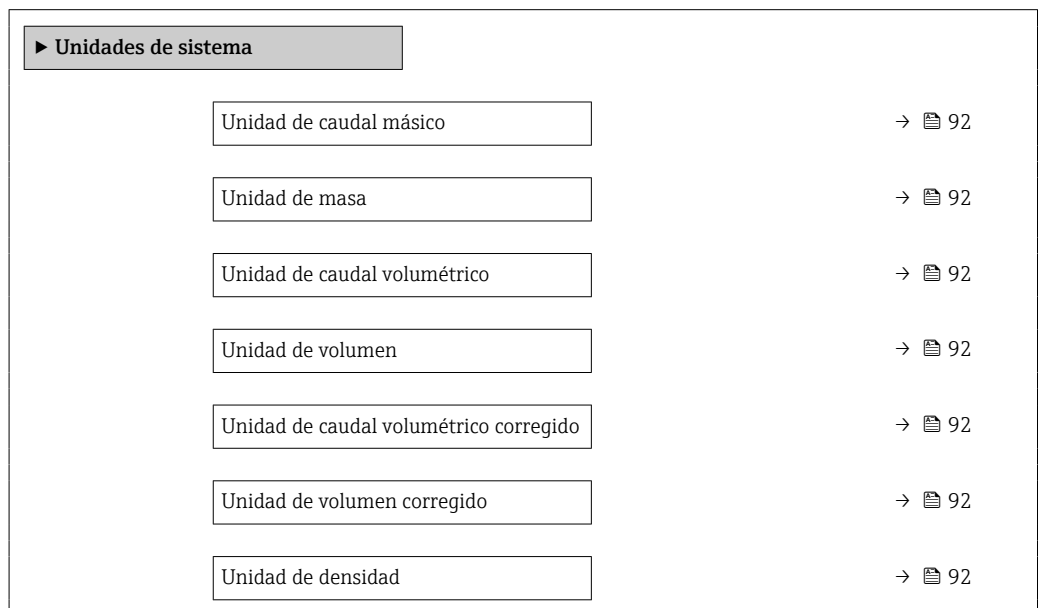 ▶ Unidades de sistema
Unidad de caudal másico → 92
Unidad de masa → 92
Unidad de caudal volumétrico → 92
Unidad de volumen → 92
Unidad de caudal volumétrico corregido → 92
Unidad de volumen corregido → 92
Unidad de densidad → 92